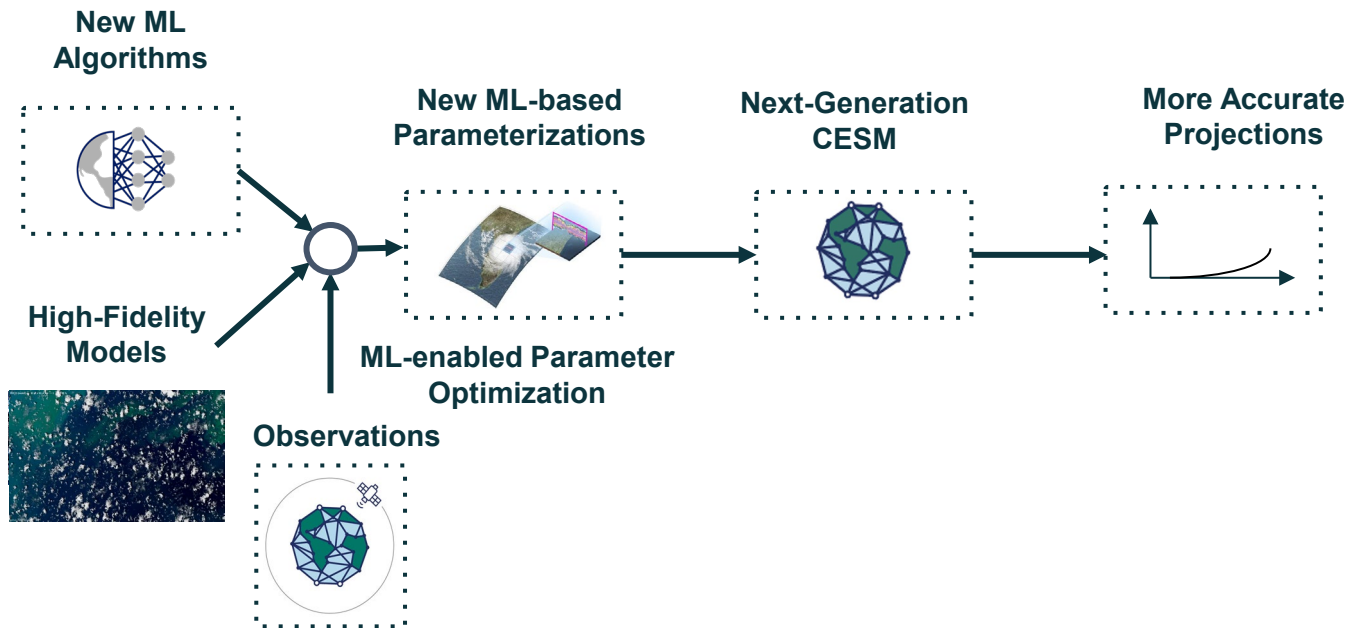 New ML
Algorithms
New ML-based
Parameterizations
Next-Generation
CESM
More Accurate
Projections
High-Fidelity
Models
ML-enabled Parameter
Optimization
Observations